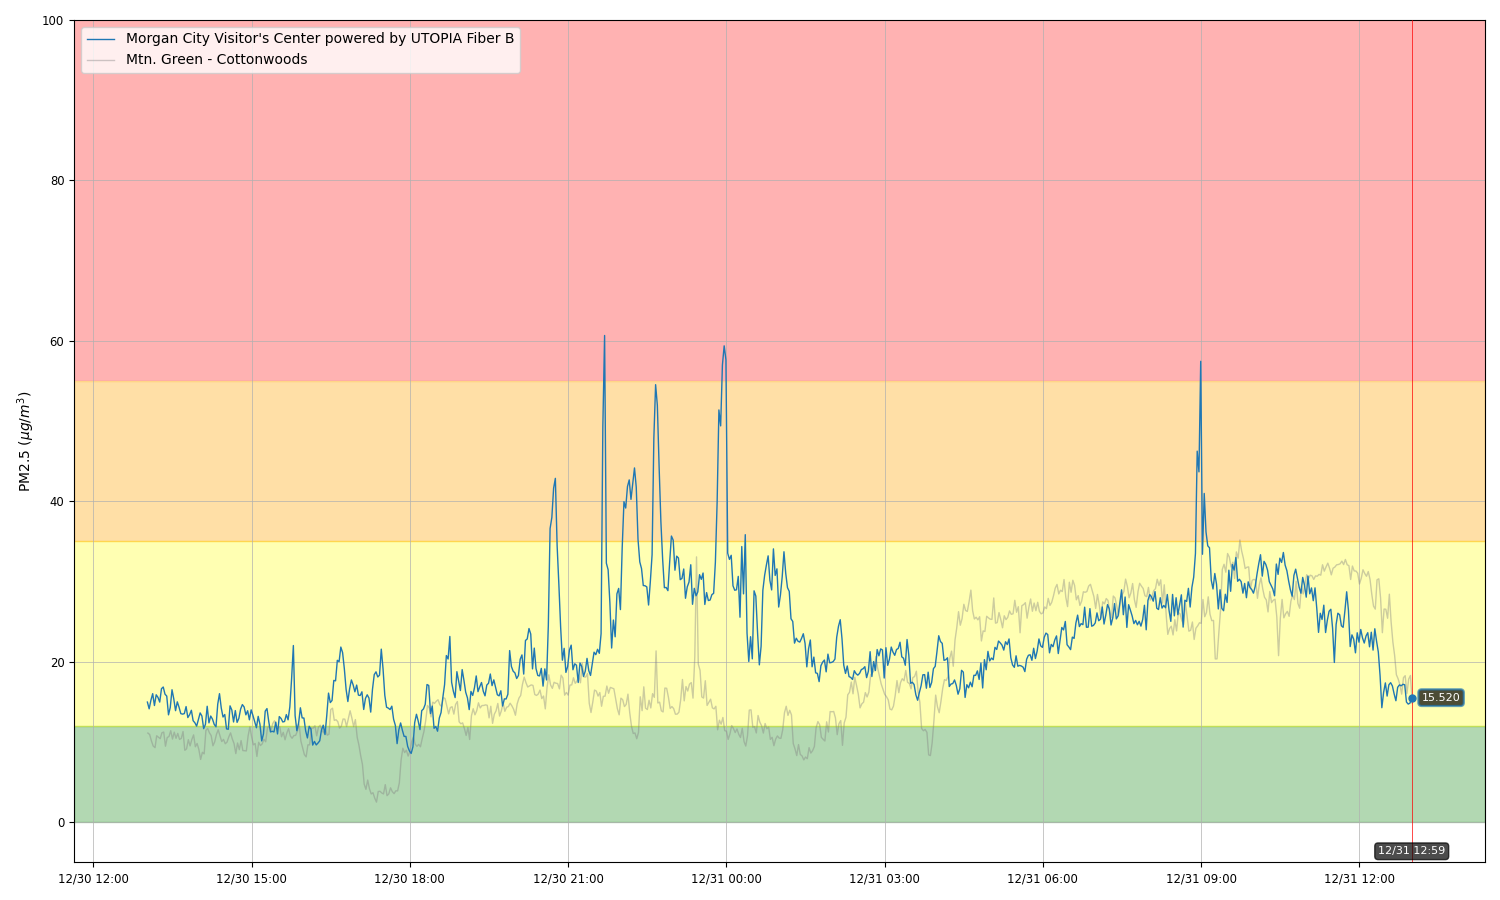 100
80
60
40
20
0
PM2.5 (µg/m³)
Morgan City Visitor's Center powered by UTOPIA Fiber B
Mtn. Green - Cottonwoods
15.520
12/31 12:59
12/30 12:00 12/30 15:00 12/30 18:00 12/30 21:00 12/31 00:00 12/31 03:00 12/31 06:00 12/31 09:00 12/31 12:00